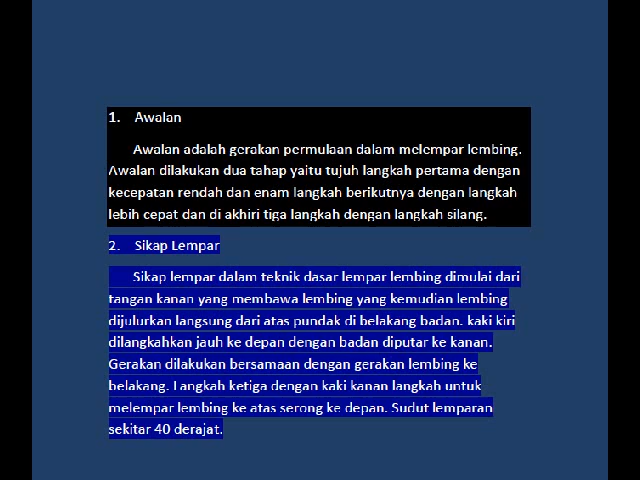 1. Awalan
Awalan adalah gerakan permulaan dalam melempar lembing.
Awalan dilakukan dua tahap yaitu tujuh langkah pertama dengan
kecepatan rendah dan enam langkah berikutnya dengan langkah
lebih cepat dan di akhiri tiga langkah dengan langkah silang.
2. Sikap Lempar
Sikap lempar dalam teknik dasar lempar lembing dimulai dari
tangan kanan yang membawa lembing yang kemudian lembing
dijulurkan langsung dari atas pundak di belakang badan. kaki kiri
dilangkahkan jauh ke depan dengan badan diputar ke kanan.
Gerakan dilakukan bersamaan dengan gerakan lembing ke
belakang. Langkah ketiga dengan kaki kanan langkah untuk
melempar lembing ke atas serong ke depan. Sudut lemparan
sekitar 40 derajat.